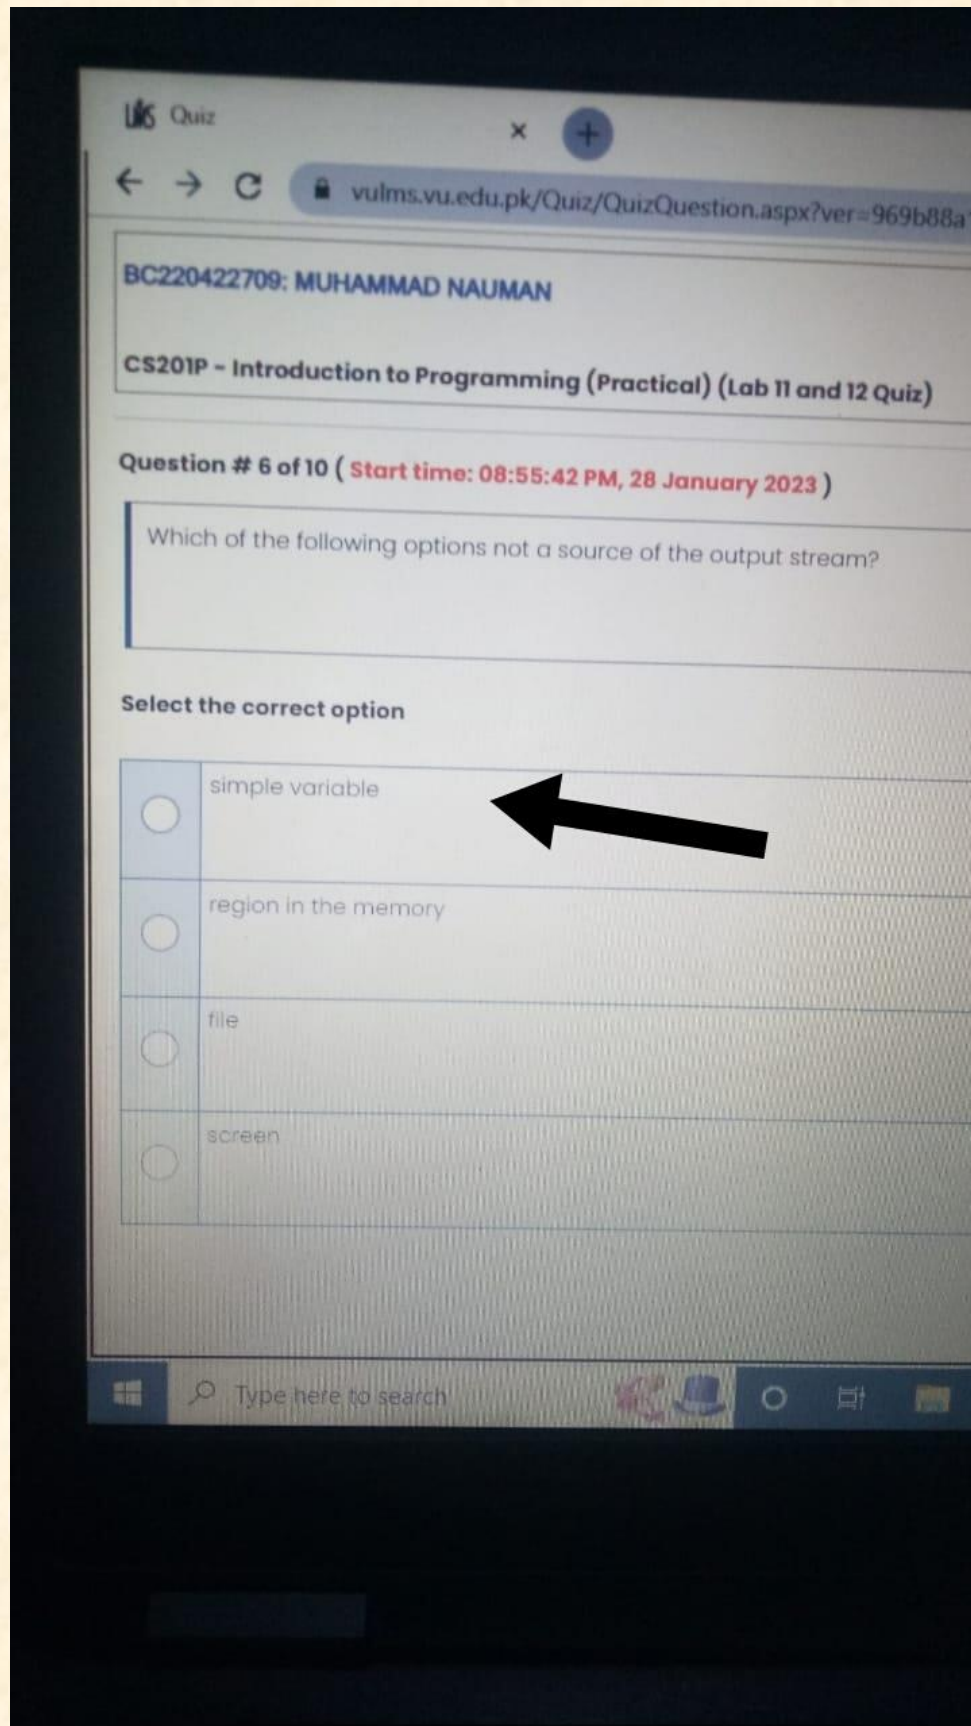 LMS Quiz
vulms.vu.edu.pk/Quiz/QuizQuestion.aspx?ver=969b88a
BC220422709: MUHAMMAD NAUMAN
CS201P - Introduction to Programming (Practical) (Lab 11 and 12 Quiz)
Question # 6 of 10 ( Start time: 08:55:42 PM, 28 January 2023 )
Which of the following options not a source of the output stream?
Select the correct option
simple variable
region in the memory
file
screen
Type here to search